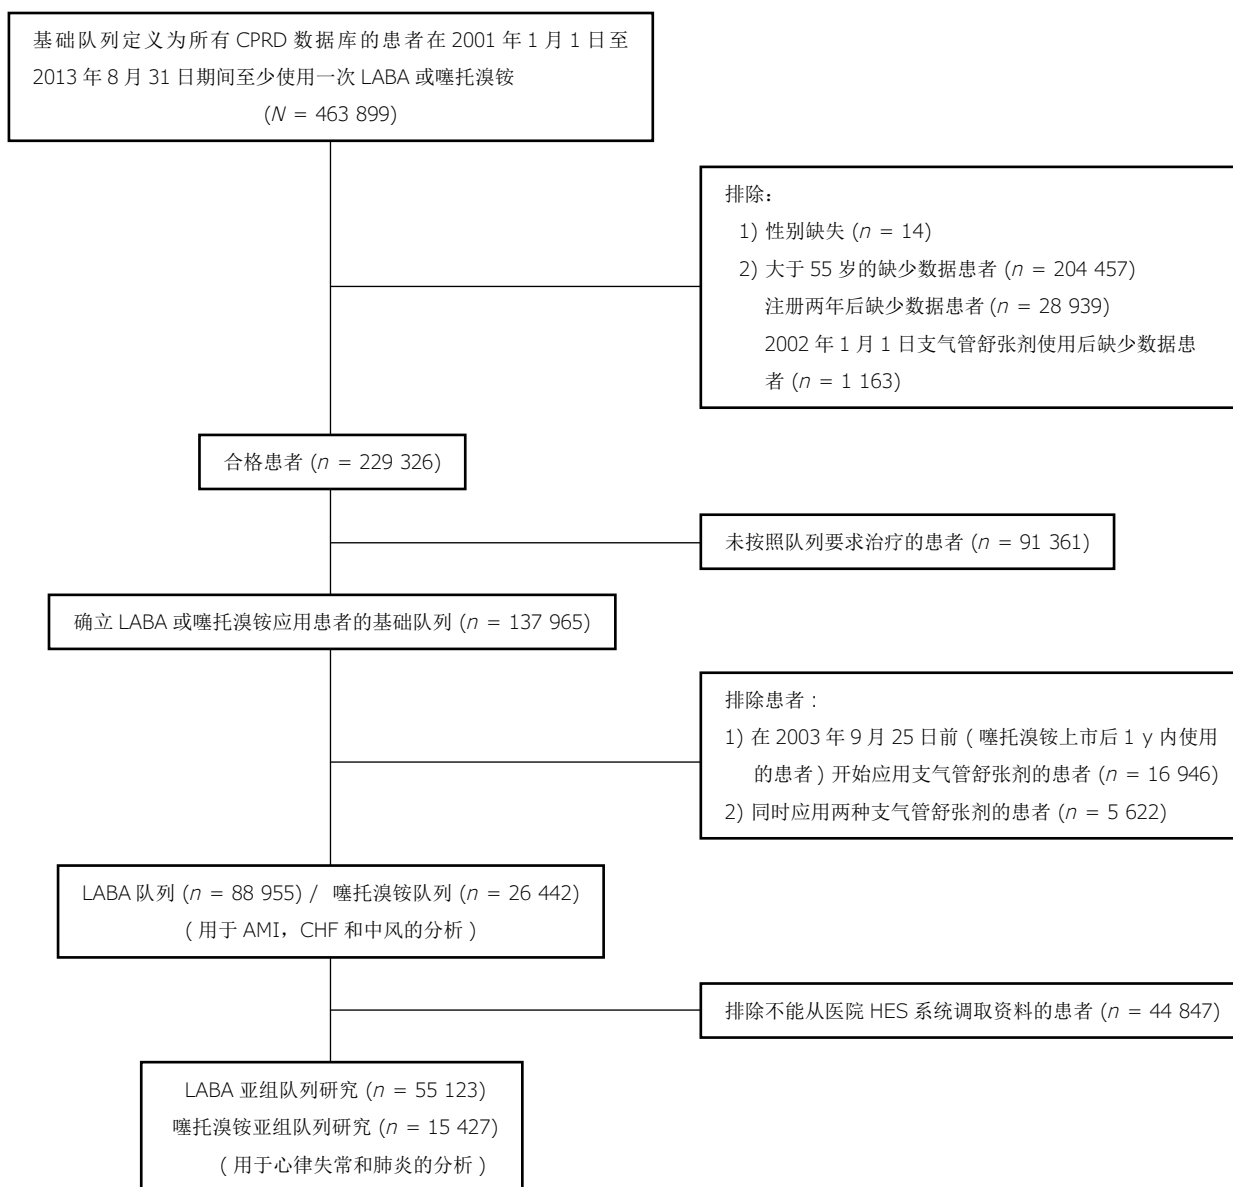 基础队列定义为所有 CPRD 数据库的患者在 2001 年 1 月 1 日至
2013 年 8 月 31 日期间至少使用一次 LABA 或噻托溴铵
(N = 463 899)
排除：
1) 性别缺失 (n = 14)
2) 大于 55 岁的缺少数据患者 (n = 204 457)
注册两年后缺少数据患者 (n = 28 939)
2002 年 1 月 1 日支气管舒张剂使用后缺少数据患
者 (n = 1 163)
合格患者 (n = 229 326)
未按照队列要求治疗的患者 (n = 91 361)
确立 LABA 或噻托溴铵应用患者的基础队列 (n = 137 965)
排除患者 :
1) 在 2003 年 9 月 25 日前 ( 噻托溴铵上市后 1 y 内使用
的患者 ) 开始应用支气管舒张剂的患者 (n = 16 946)
2) 同时应用两种支气管舒张剂的患者 (n = 5 622)
LABA 队列 (n = 88 955) / 噻托溴铵队列 (n = 26 442)
( 用于 AMI，CHF 和中风的分析 )
排除不能从医院 HES 系统调取资料的患者 (n = 44 847)
LABA 亚组队列研究 (n = 55 123)
噻托溴铵亚组队列研究 (n = 15 427)
( 用于心律失常和肺炎的分析 )